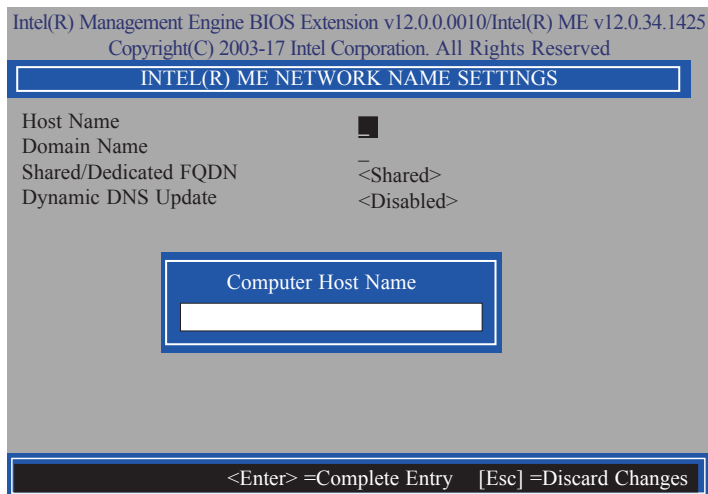 Intel(R) Management Engine BIOS Extension v12.0.0.0010/Intel(R) ME v12.0.34.1425
Copyright(C) 2003-17 Intel Corporation. All Rights Reserved
INTEL(R) ME NETWORK NAME SETTINGS
Host Name _
Domain Name _
Shared/Dedicated FQDN <Shared>
Dynamic DNS Update <Disabled>
Computer Host Name
<Enter> =Complete Entry [Esc] =Discard Changes